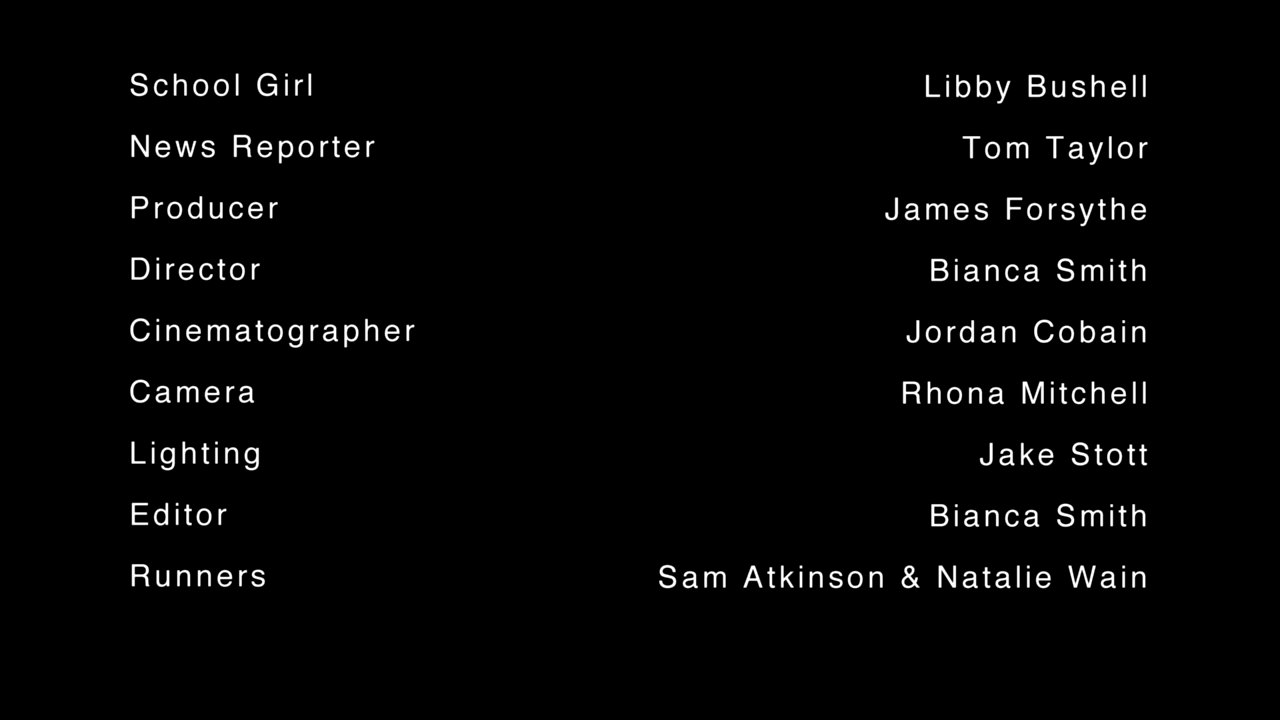 School Girl Libby Bushell
News Reporter Tom Taylor
Producer James Forsythe
Director Bianca Smith
Cinematographer Jordan Cobain
Camera Rhona Mitchell
Lighting Jake Stott
Editor Bianca Smith
Runners Sam Atkinson & Natalie Wain